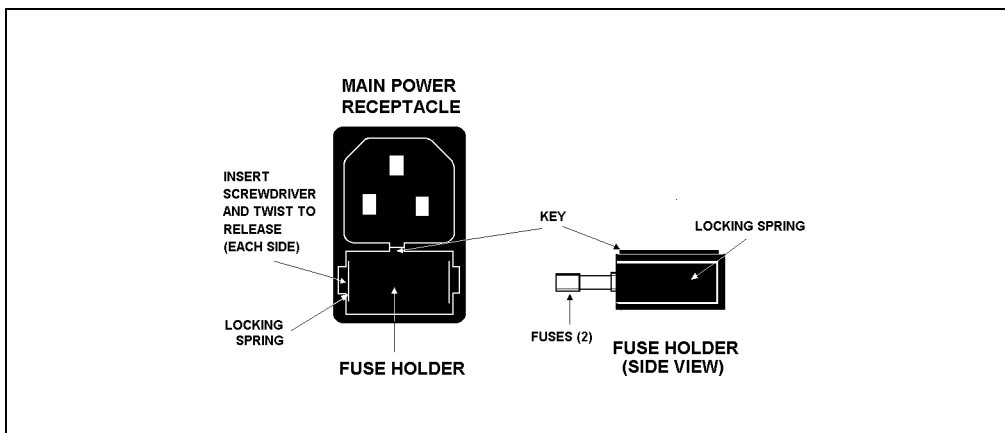 MAIN POWER
RECEPTACLE
INSERT
SCREWDRIVER
AND TWIST TO
RELEASE
(EACH SIDE)
KEY
LOCKING SPRING
LOCKING
SPRING
FUSE HOLDER
FUSES (2)
FUSE HOLDER
(SIDE VIEW)